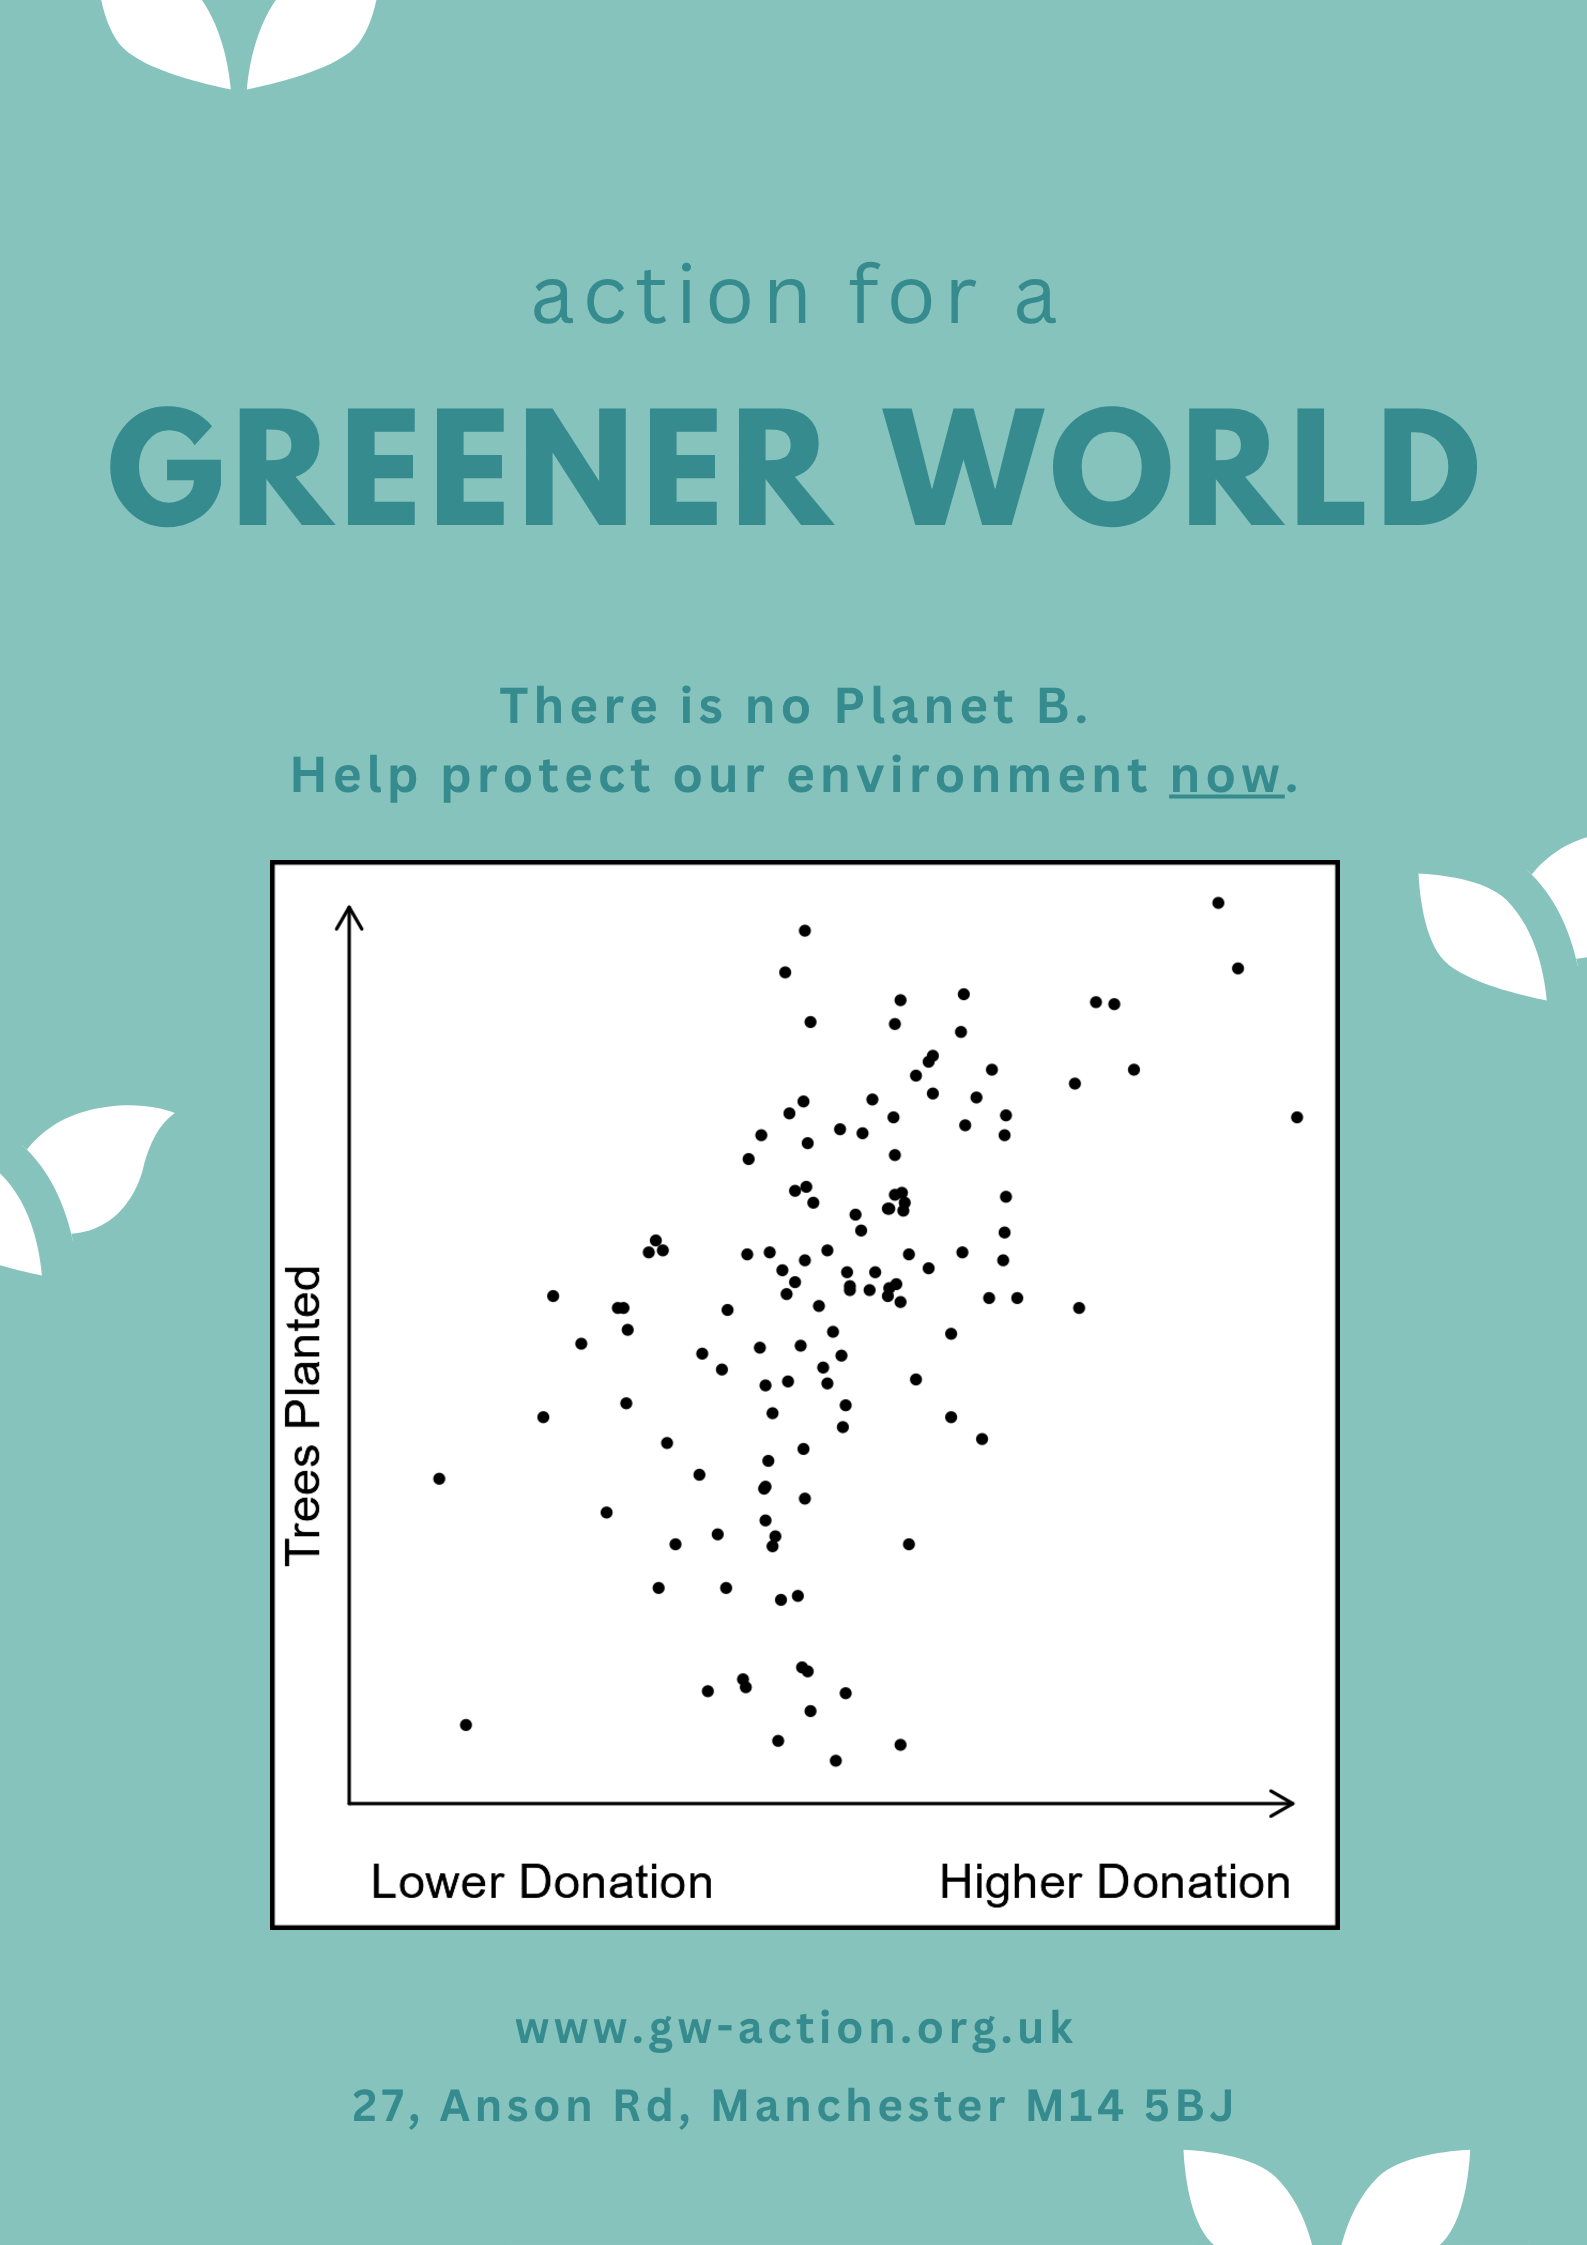 action for a
GREENER WORLD
There is no Planet B.
Help protect our environment now.
Trees Planted
Lower Donation
Higher Donation
www.gw-action.org.uk
27, Anson Rd, Manchester M14 5BJ